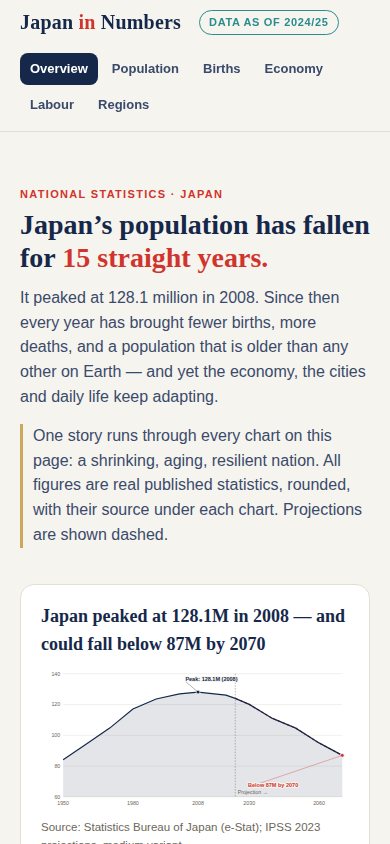 Japan in Numbers
DATA AS OF 2024/25
Overview
Population
Births
Economy
Labour
Regions
NATIONAL STATISTICS · JAPAN
Japan’s population has fallen
for 15 straight years.
It peaked at 128.1 million in 2008. Since then
every year has brought fewer births, more
deaths, and a population that is older than any
other on Earth — and yet the economy, the cities
and daily life keep adapting.
One story runs through every chart on this
page: a shrinking, aging, resilient nation. All
figures are real published statistics, rounded,
with their source under each chart. Projections
are shown dashed.
Japan peaked at 128.1M in 2008 — and
could fall below 87M by 2070
140
Peak: 128.1M (2008)
120
100
80
Below 87M by 2070
Projection →
60
1950
1980
2008
2030
2060
Source: Statistics Bureau of Japan (e-Stat); IPSS 2023